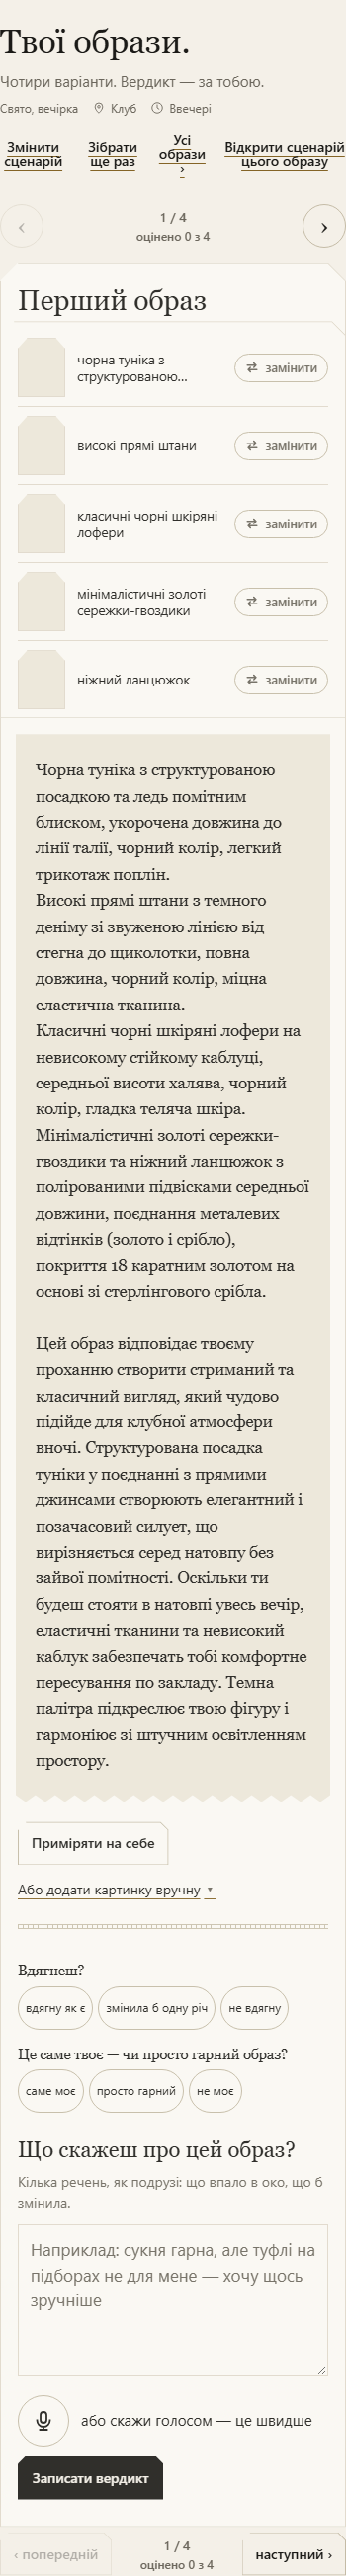 Твої образи.
Чотири варіанти. Вердикт — за тобою.
Свято, вечірка Клуб Ввечері
Змінити сценарій
Зібрати ще раз
Усі образи ›
Відкрити сценарій цього образу
‹
1 / 4
оцінено 0 з 4
›
Перший образ
чорна туніка з
структурованою...
замінити
високі прямі штани
замінити
класичні чорні шкіряні
лофери
замінити
мінімалістичні золоті
сережки-гвоздики
замінити
ніжний ланцюжок
замінити
Чорна туніка з структурованою
посадкою та ледь помітним
блиском, укорочена довжина до
лінії талії, чорний колір, легкий
трикотаж поплін.
Високі прямі штани з темного
деніму зі звуженою лінією від
стегна до щиколотки, повна
довжина, чорний колір, міцна
еластична тканина.
Класичні чорні шкіряні лофери на
невисокому стійкому каблуці,
середньої висоти халява, чорний
колір, гладка теляча шкіра.
Мінімалістичні золоті сережки-
гвоздики та ніжний ланцюжок з
полірованими підвісками середньої
довжини, поєднання металевих
відтінків (золото і срібло),
покриття 18 каратним золотом на
основі зі стерлінгового срібла.
Цей образ відповідає твоєму
проханню створити стриманий та
класичний вигляд, який чудово
підійде для клубної атмосфери
вночі. Структурована посадка
туніки у поєднанні з прямими
джинсами створюють елегантний і
позачасовий силует, що
вирізняється серед натовпу без
зайвої помітності. Оскільки ти
будеш стояти в натовпі увесь вечір,
еластичні тканини та невисокий
каблук забезпечать тобі комфортне
пересування по закладу. Темна
палітра підкреслює твою фігуру і
гармоніює зі штучним освітленням
простору.
Приміряти на себе
Або додати картинку вручну ▾
Вдягнеш?
вдягну як є змінила б одну річ не вдягну
Це саме твоє — чи просто гарний образ?
саме моє просто гарний не моє
Що скажеш про цей образ?
Кілька речень, як подрузі: що впало в око, що б
змінила.
Наприклад: сукня гарна, але туфлі на
підборах не для мене — хочу щось
зручніше
або скажи голосом — це швидше
Записати вердикт
‹ попередній
1 / 4
оцінено 0 з 4
наступний ›